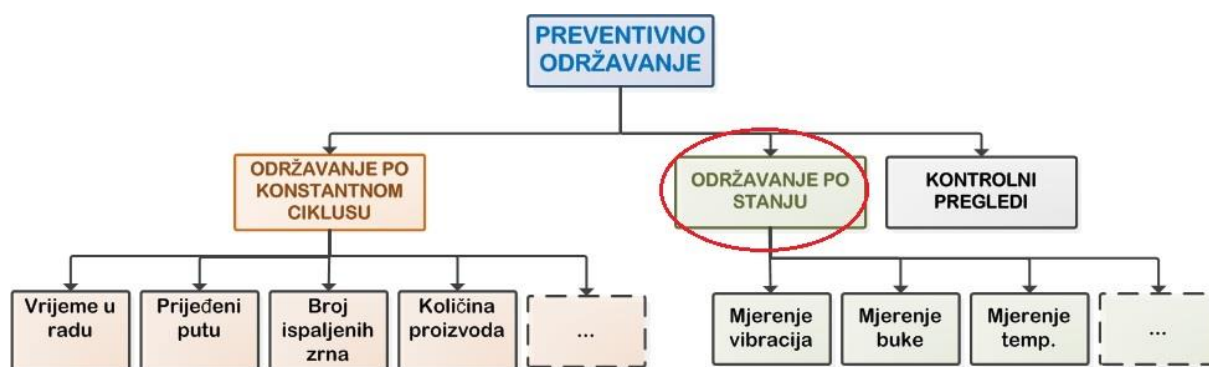 PREVENTIVNO
ODRŽAVANJE
ODRŽAVANJE PO
KONSTANTNOM
CIKLUSU
ODRŽAVANJE PO
STANJU
KONTROLNI
PREGLEDI
Vrijeme u
radu
Prijeđeni
putu
Broj
ispaljenih
zrna
Količina
proizvoda
...
Mjerenje
vibracija
Mjerenje
buke
Mjerenje
temp.
...